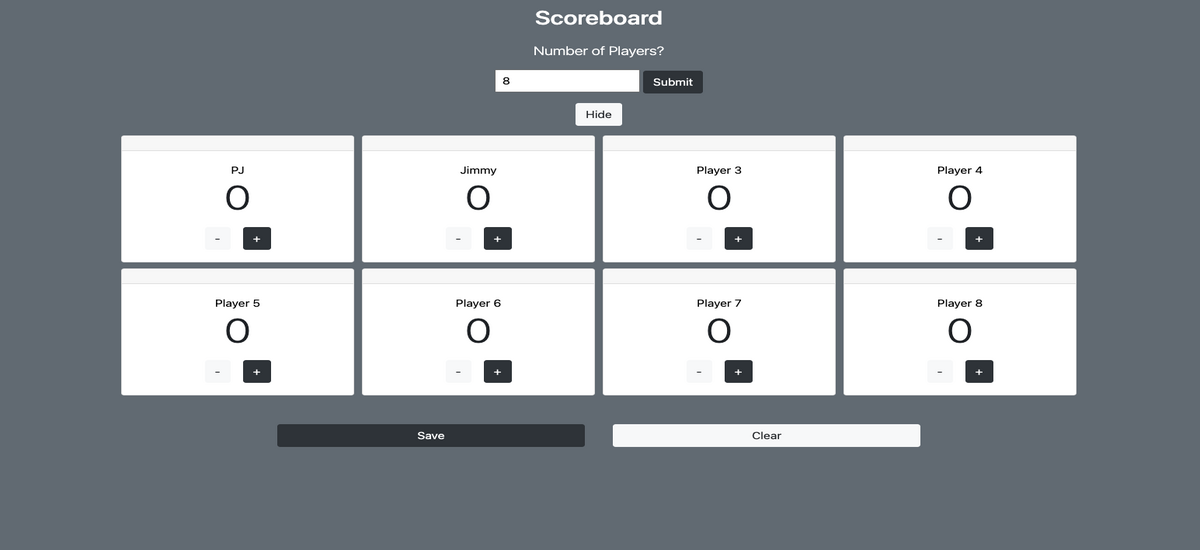 Scoreboard
Number of Players?
8 Submit
Hide
PJ Jimmy Player 3 Player 4
0 0 0 0
- + - + - + - +
Player 5 Player 6 Player 7 Player 8
0 0 0 0
- + - + - + - +
Save Clear